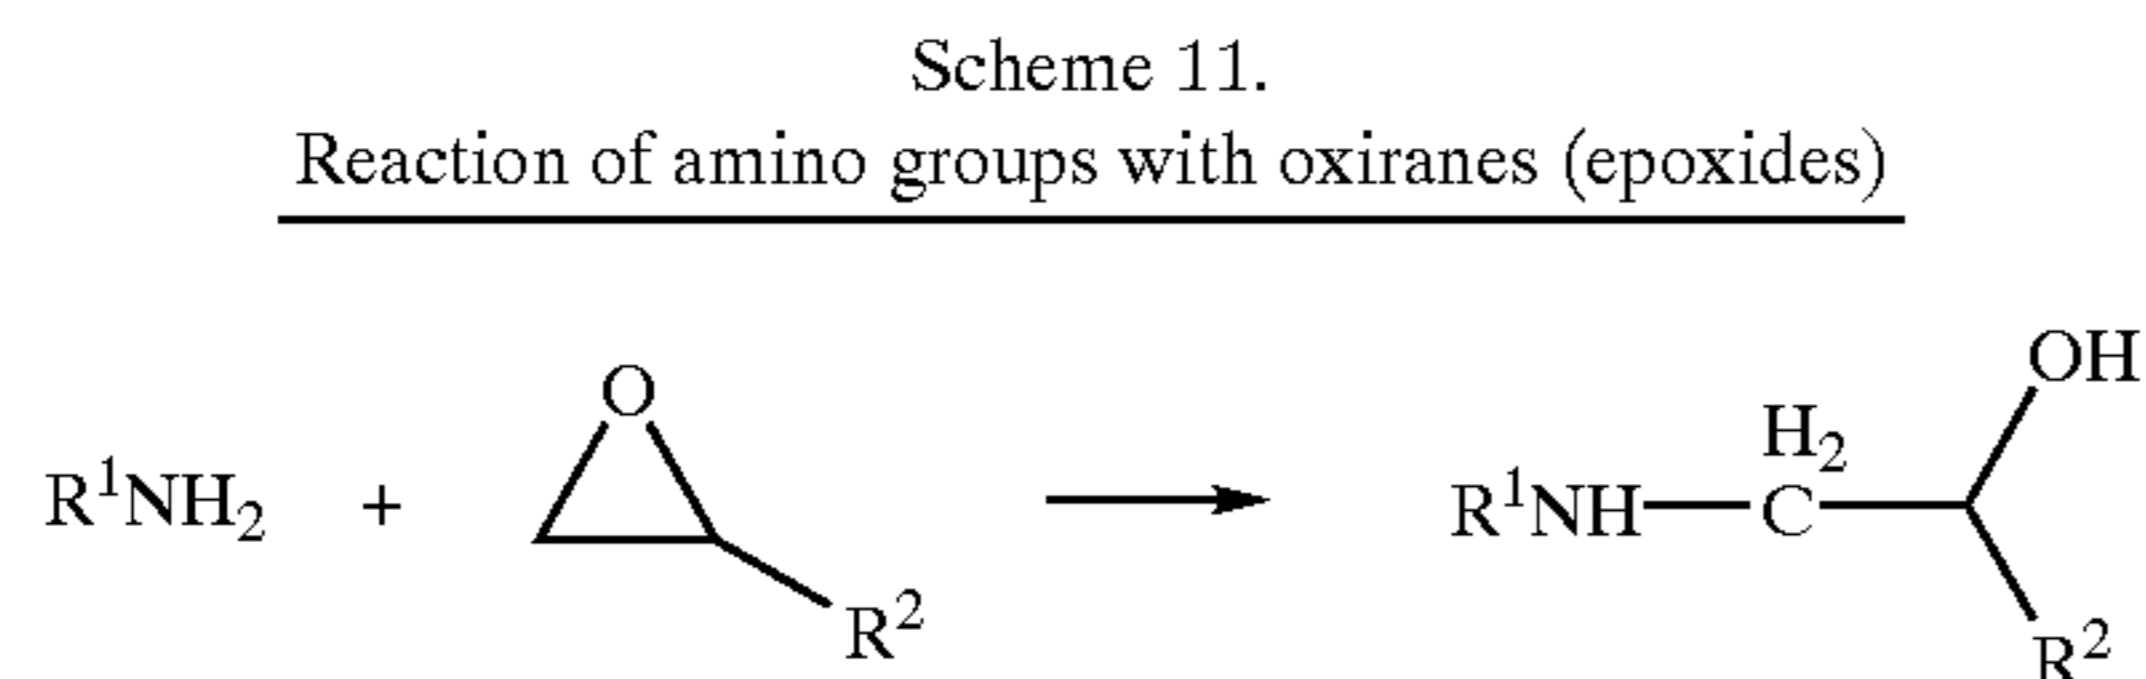 Scheme 11.
Reaction of amino groups with oxiranes (epoxides)
R¹NH₂ + O R² R¹NH C H₂ OH R²